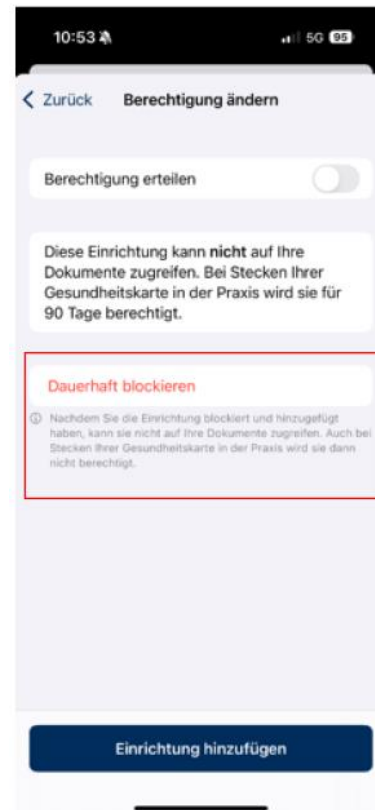 10:53
5G 95
Zurück Berechtigung ändern
Berechtigung erteilen
Diese Einrichtung kann nicht auf Ihre
Dokumente zugreifen. Bei Stecken Ihrer
Gesundheitskarte in der Praxis wird sie für
90 Tage berechtigt.
Dauerhaft blockieren
Nachdem Sie die Einrichtung blockiert und hinzugefügt
haben, kann sie nicht auf Ihre Dokumente zugreifen. Auch bei
Stecken Ihrer Gesundheitskarte in der Praxis wird sie dann
nicht berechtigt.
Einrichtung hinzufügen